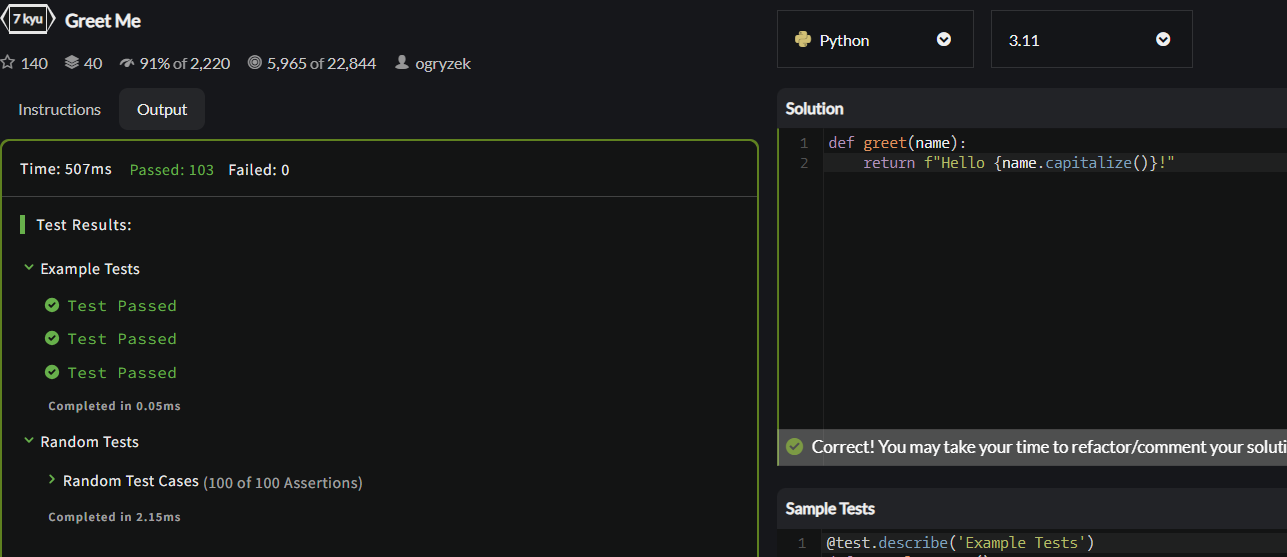 7 kyu Greet Me
140 40 91% of 2,220 5,965 of 22,844 ogryzek
Instructions Output
Time: 507ms Passed: 103 Failed: 0
Test Results:
Example Tests
Test Passed
Test Passed
Test Passed
Completed in 0.05ms
Random Tests
Random Test Cases (100 of 100 Assertions)
Completed in 2.15ms
Python 3.11
Solution
1 def greet(name):
2 return f"Hello {name.capitalize()}!"
Correct! You may take your time to refactor/comment your soluti
Sample Tests
1 @test.describe('Example Tests')